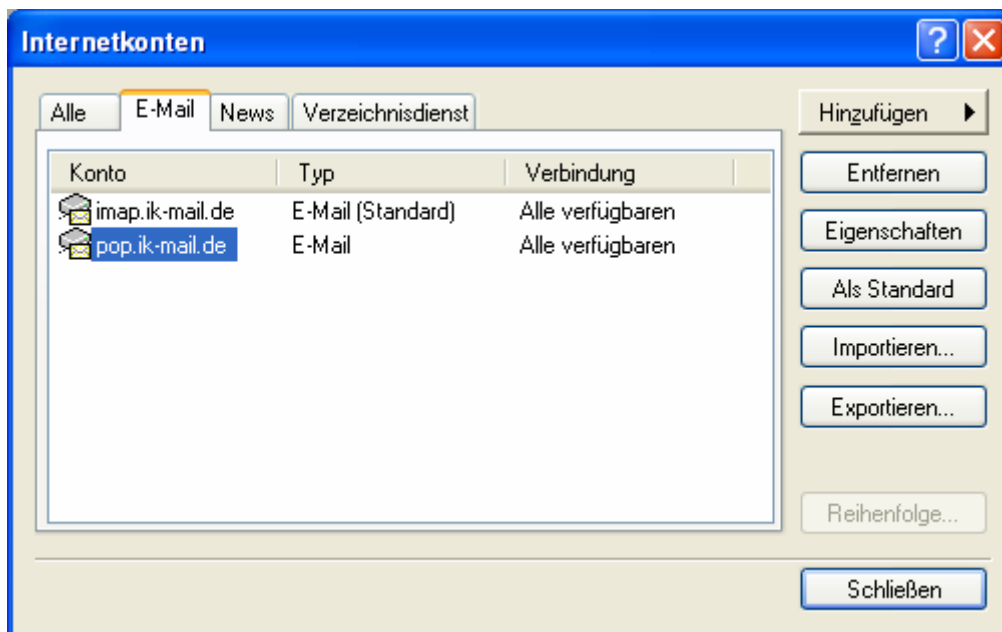 Internetkonten
Alle E-Mail News Verzeichnisdienst
Konto Typ Verbindung
imap.ik-mail.de E-Mail (Standard) Alle verfügbaren
pop.ik-mail.de E-Mail Alle verfügbaren
Hinzufügen
Entfernen
Eigenschaften
Als Standard
Importieren...
Exportieren...
Reihenfolge...
Schließen